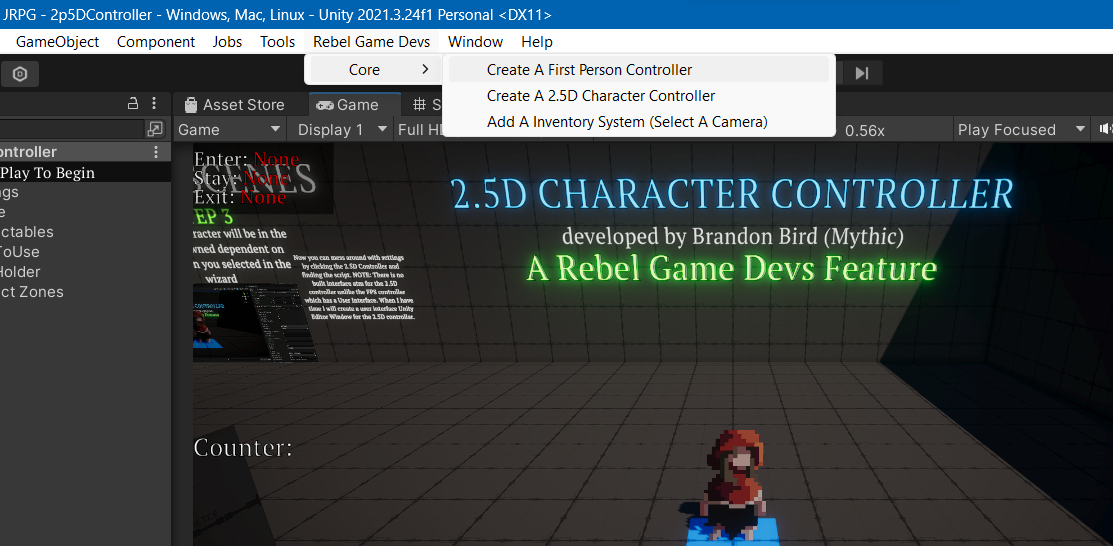 JRPG - 2p5DController - Windows, Mac, Linux - Unity 2021.3.24f1 Personal <DX11>
GameObject Component Jobs Tools Rebel Game Devs Window Help
Core
Create A First Person Controller
Create A 2.5D Character Controller
Add A Inventory System (Select A Camera)
Asset Store Game S
Game Display 1 Full HD 0.56x Play Focused
ontroller
Play To Begin
ngs
e
ctables
ToUse
Holder
ct Zones
Enter: None
Stay: None
Exit: None
CENES
EP 3
racter will be in the
wned dependent on
n you selected in the
wizard
Now you can mess around with settings
by clicking the 2.5D Controller and
finding the script. NOTE: There is no
built interface atm for the 2.5D
controller unlike the FPS controller
which has a User Interface. When I have
time I will create a user interface Unity
Editor Window for the 2.5D controller.
2.5D CHARACTER CONTROLLER
developed by Brandon Bird (Mythic)
A Rebel Game Devs Feature
Counter: